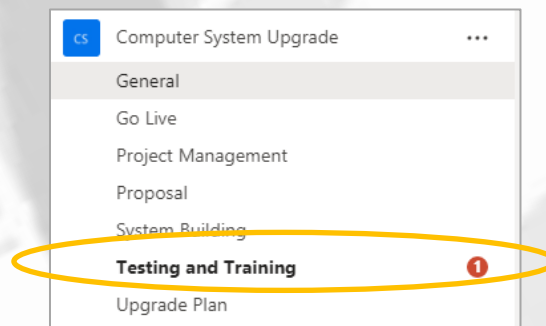 CS Computer System Upgrade ...
General
Go Live
Project Management
Proposal
System Building
Testing and Training 1
Upgrade Plan